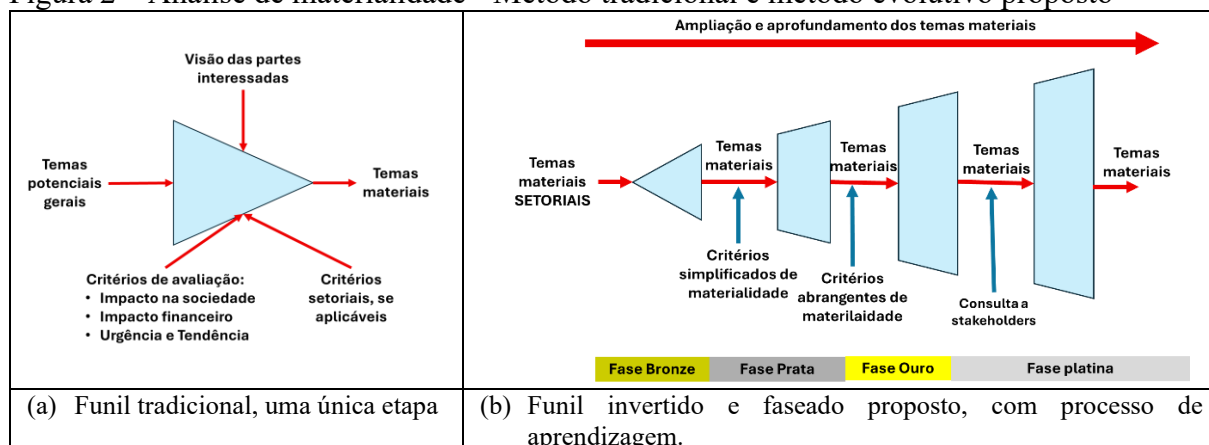 Figura 2 – Análise de materialidade - Método tradicional e método evolutivo proposto
Visão das partes
interessadas
Temas
potenciais
gerais
Temas
materiais
Critérios de avaliação:
• Impacto na sociedade
• Impacto financeiro
• Urgência e Tendência
Critérios
setoriais, se
aplicáveis
Ampliação e aprofundamento dos temas materiais
Temas
materiais
SETORIAIS
Temas
materiais
Temas
materiais
Temas
materiais
Temas
materiais
Critérios
simplificados de
materialidade
Critérios
abrangentes de
materilaidade
Consulta a
stakeholders
Fase Bronze
Fase Prata
Fase Ouro
Fase platina
(a) Funil tradicional, uma única etapa
(b) Funil invertido e faseado proposto, com processo de
aprendizagem.